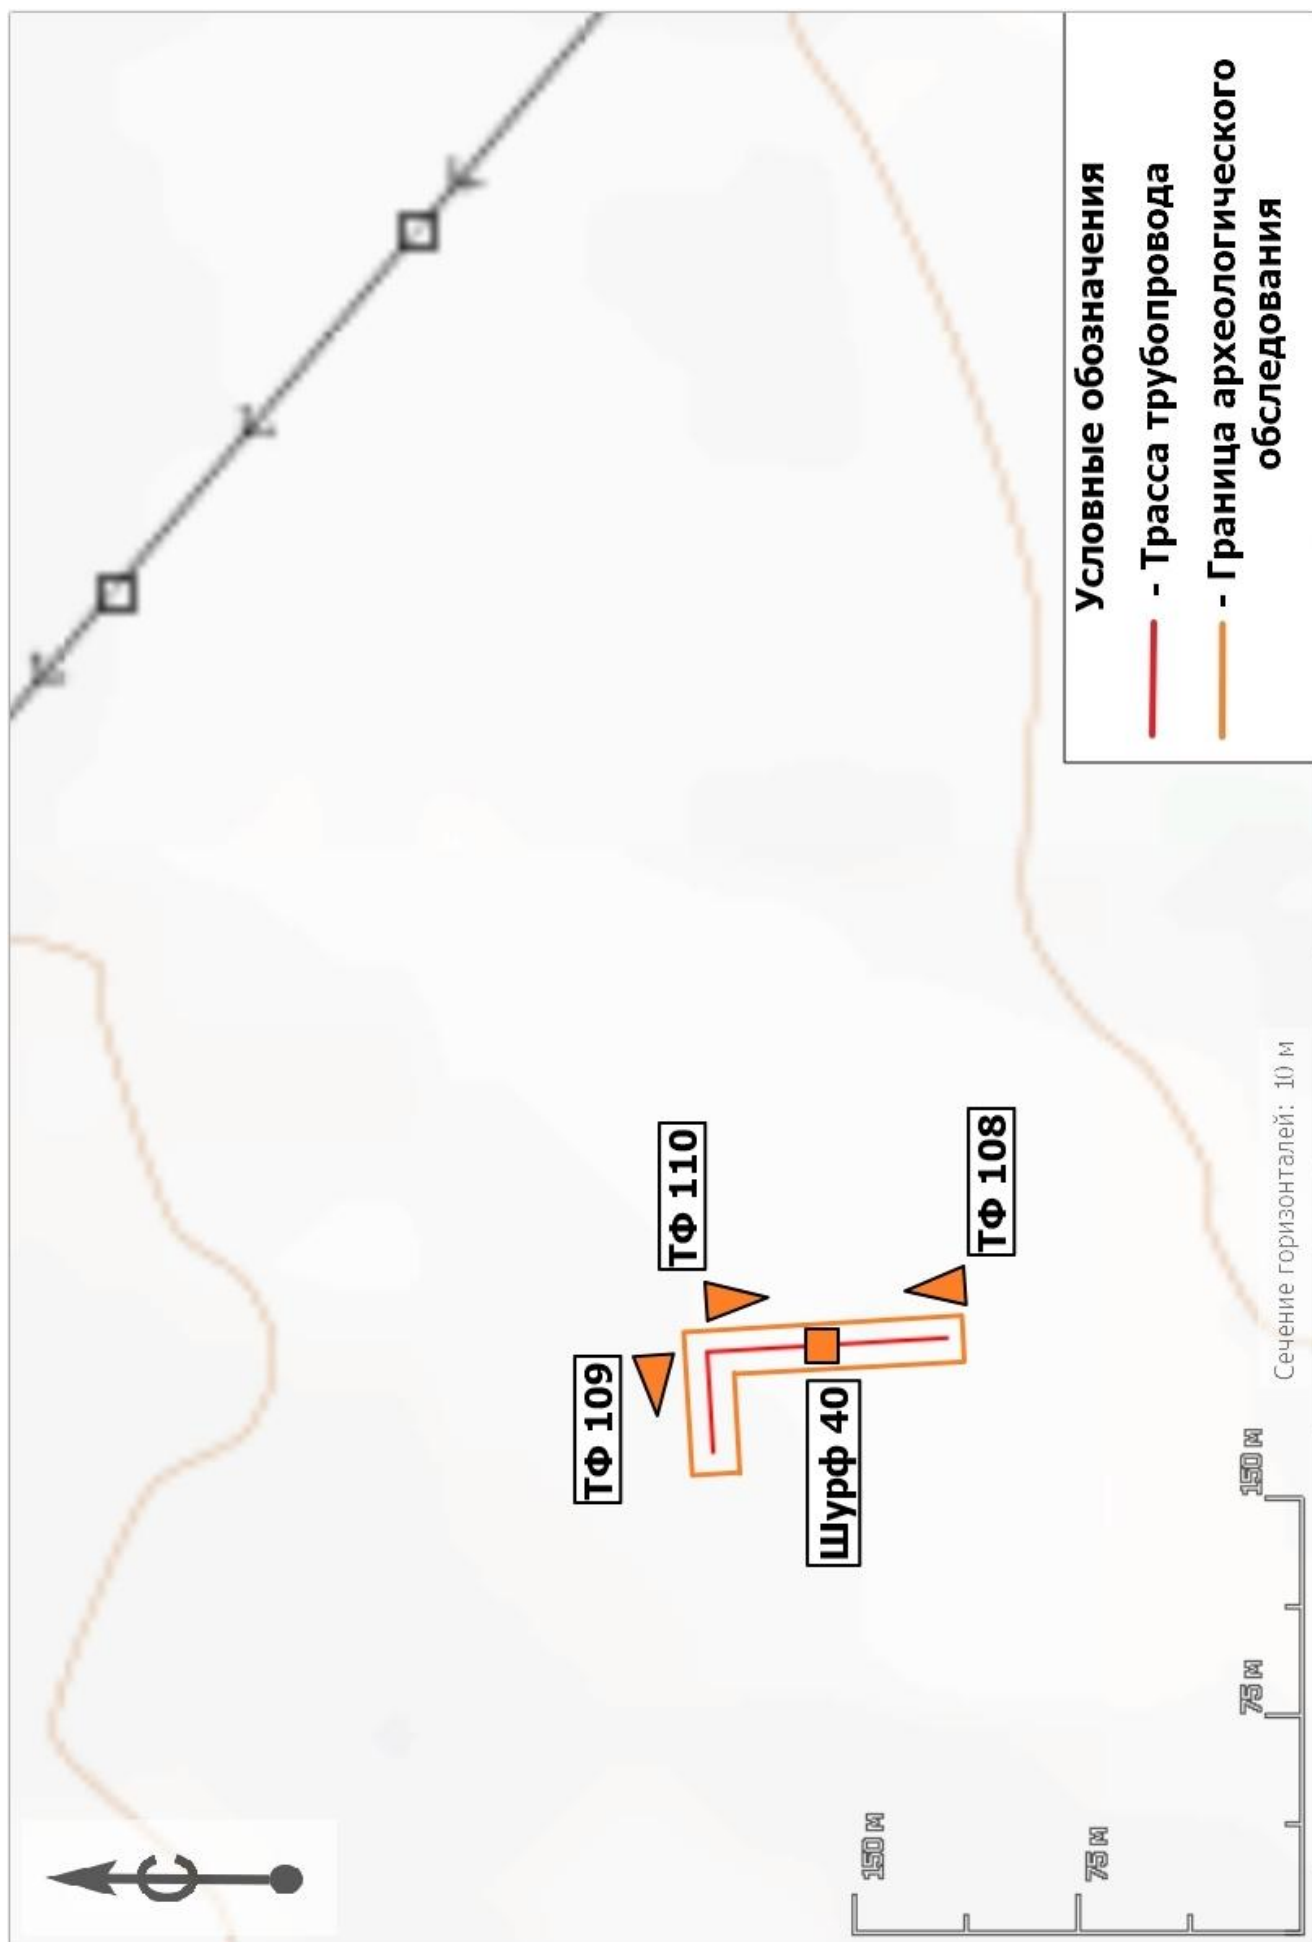 С
ТФ 109
ТФ 110
Шурф 40
ТФ 108
150 м
75 м
75 м
150 м
Сечение горизонталей: 10 м
Условные обозначения
- Трасса трубопровода
- Граница археологического
обследования